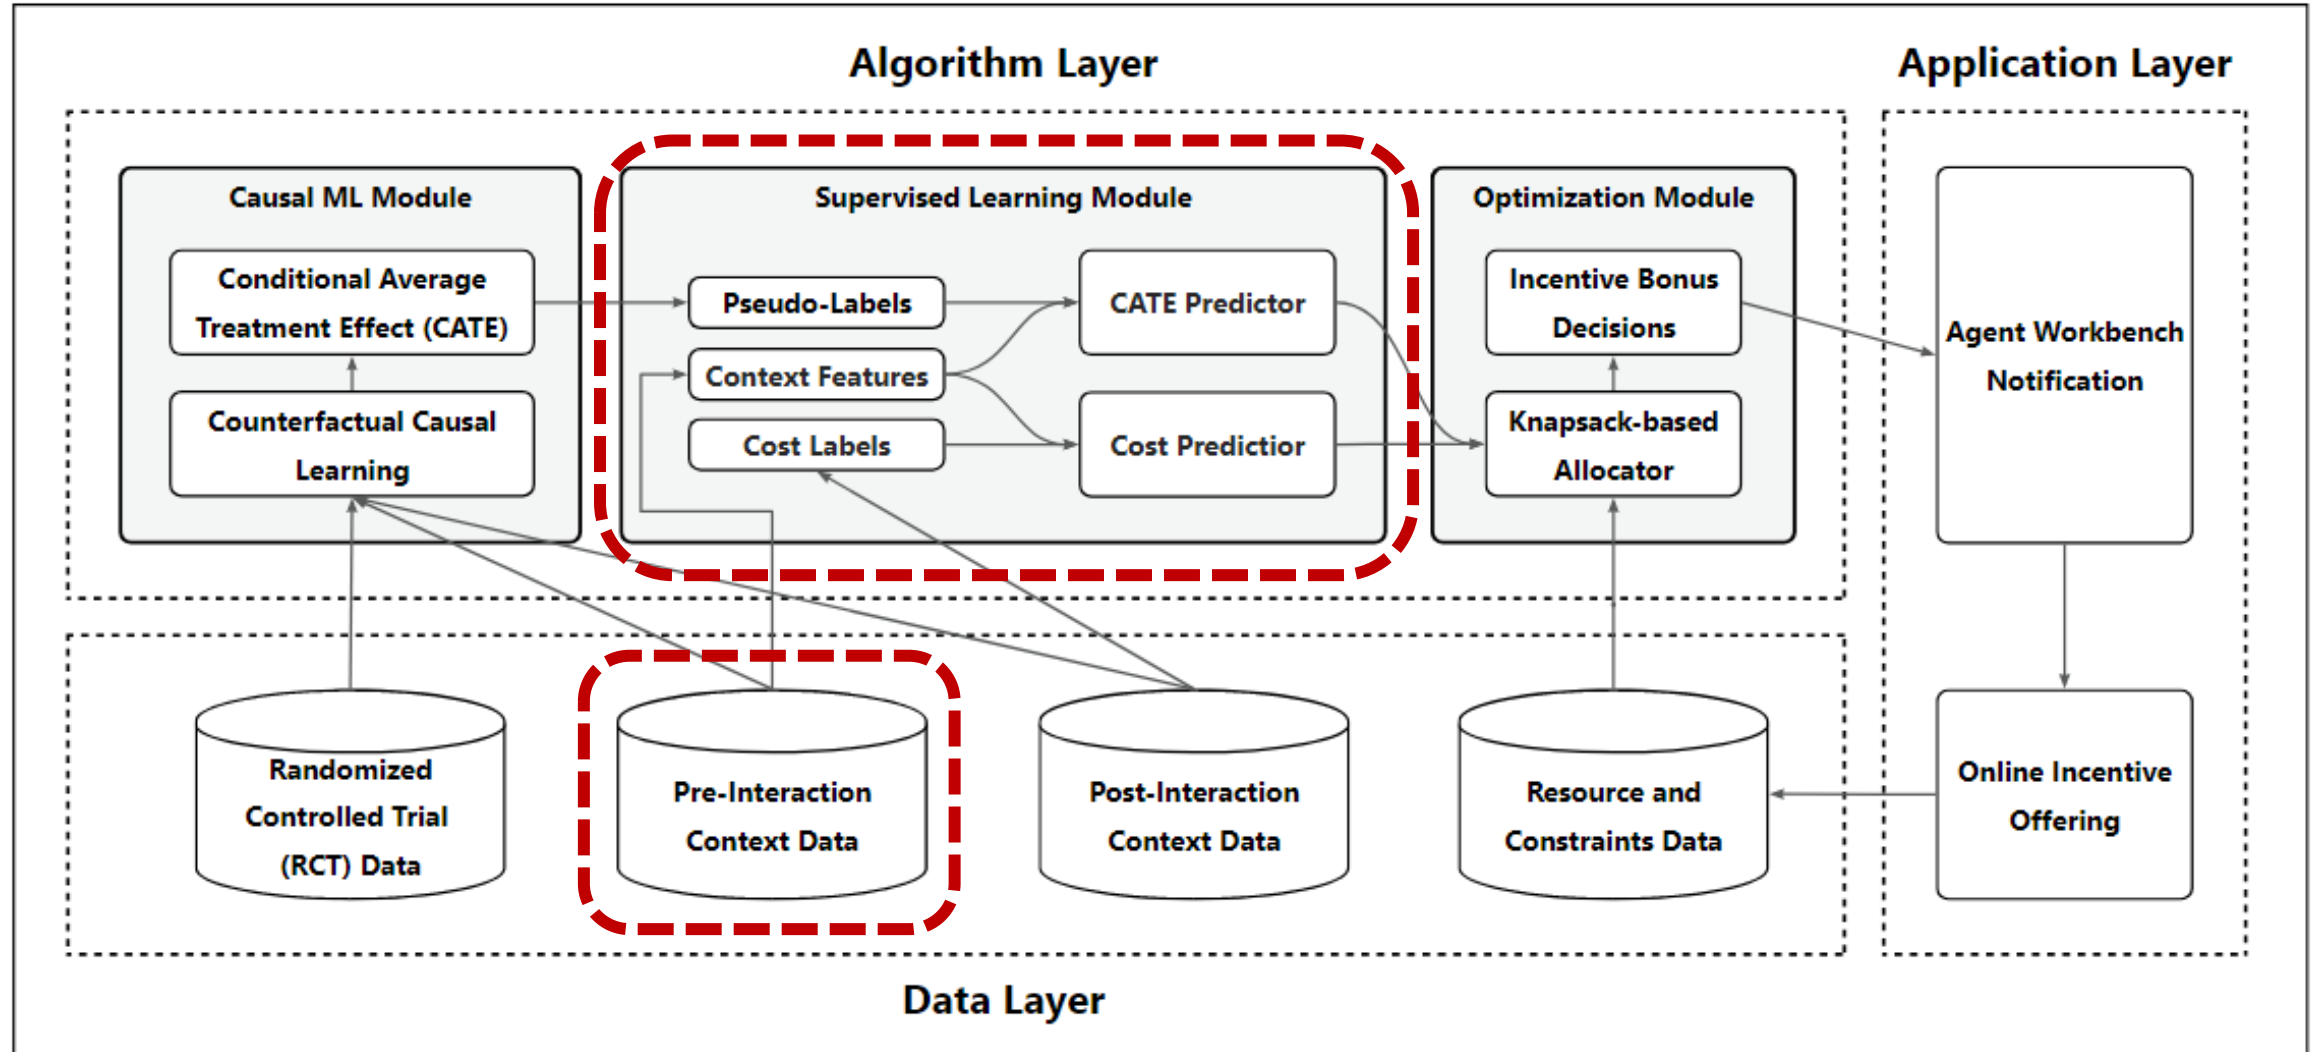 Algorithm Layer
Application Layer
Causal ML Module
Conditional Average
Treatment Effect (CATE)
Counterfactual Causal
Learning
Supervised Learning Module
Pseudo-Labels
Context Features
Cost Labels
CATE Predictor
Cost Predictior
Optimization Module
Incentive Bonus
Decisions
Knapsack-based
Allocator
Agent Workbench
Notification
Randomized
Controlled Trial
(RCT) Data
Pre-Interaction
Context Data
Post-Interaction
Context Data
Resource and
Constraints Data
Online Incentive
Offering
Data Layer